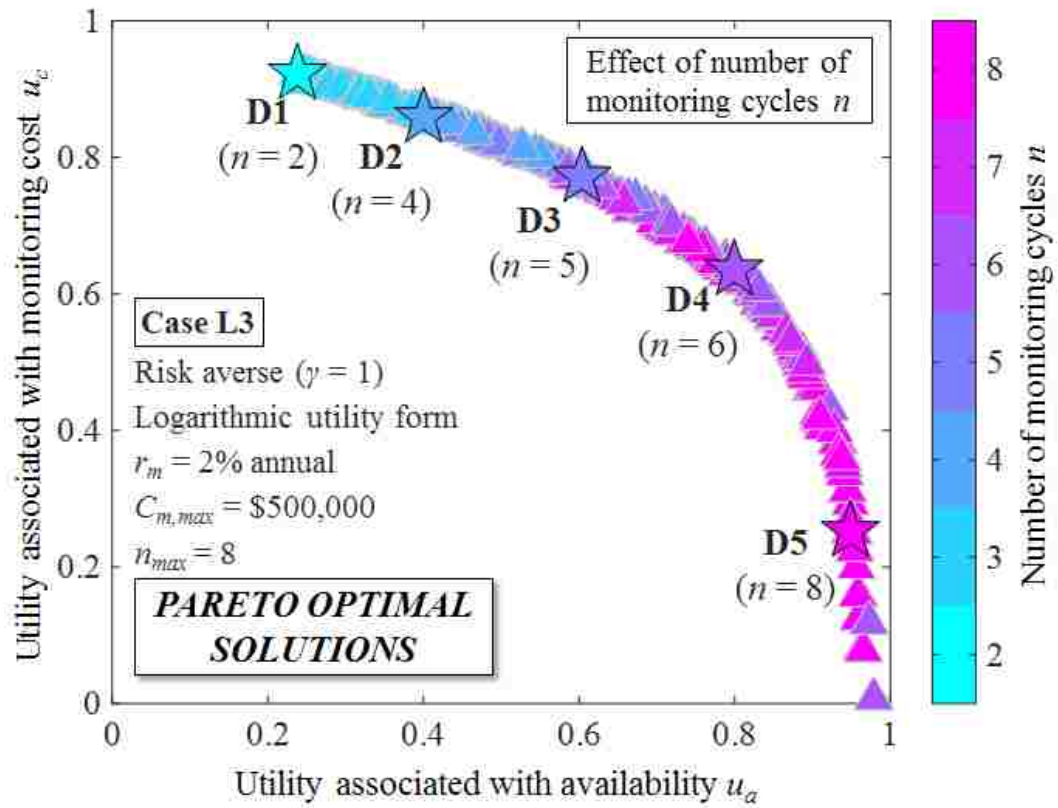 Utility associated with monitoring cost u_c
1
0.8
0.6
0.4
0.2
0
Effect of number of
monitoring cycles n
D1
(n = 2)
D2
(n = 4)
D3
(n = 5)
D4
(n = 6)
D5
(n = 8)
Case L3
Risk averse (γ = 1)
Logarithmic utility form
r_m = 2% annual
C_m,max = $500,000
n_max = 8
PARETO OPTIMAL
SOLUTIONS
0
0.2
0.4
0.6
0.8
1
Utility associated with availability u_a
8
7
6
5
4
3
2
Number of monitoring cycles n